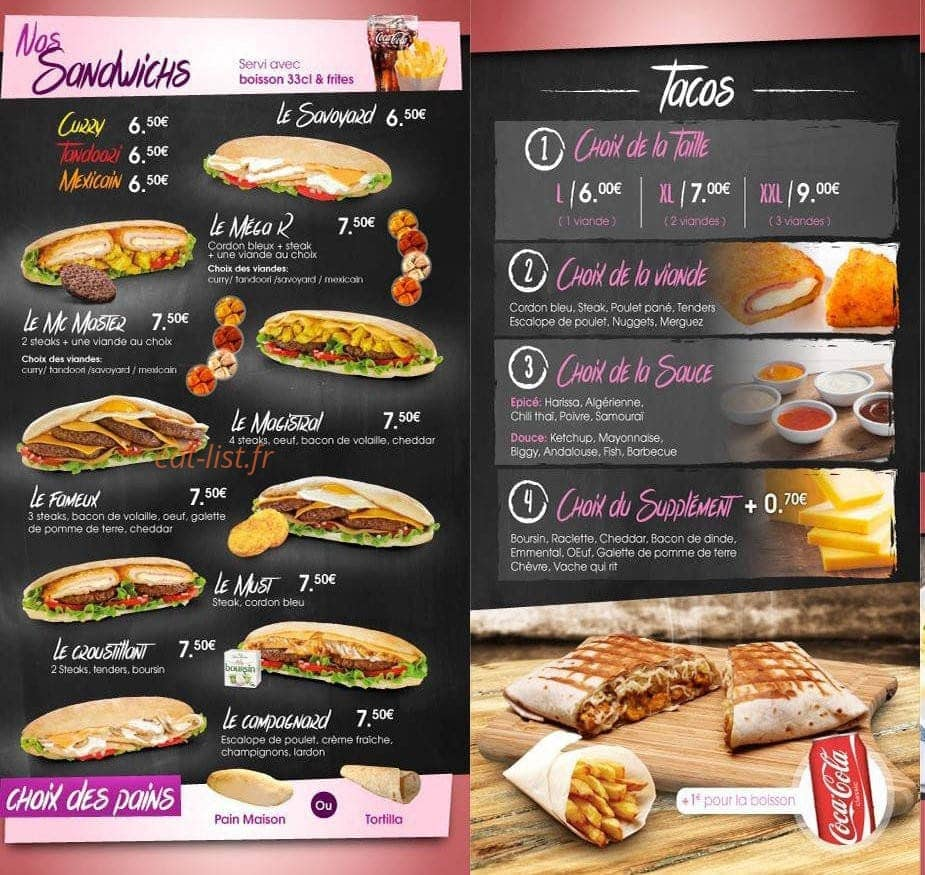 Nos
Sandwichs
Servi avec
boisson 33cl & frites
Coca-Cola
Curry 6.50€
Tandoori 6.50€
Mexicain 6.50€
Le Savoyard 6.50€
Le Méga R 7.50€
Cordon bleux + steak
+ une viande au choix
Choix des viandes:
curry/ tandoori /savoyard / mexicain
Le Mc Master 7.50€
2 steaks + une viande au choix
Choix des viandes:
curry/ tandoori /savoyard / mexicain
Le Magistral 7.50€
4 steaks, oeuf, bacon de volaille, cheddar
Le Fameux 7.50€
3 steaks, bacon de volaille, oeuf, galette
de pomme de terre, cheddar
Le Must 7.50€
Steak, cordon bleu
Le croustillant 7.50€
2 Steaks, tenders, boursin
boursin
Le campagnard 7.50€
Escalope de poulet, crème fraîche,
champignons, lardon
choix des pains
Pain Maison
Ou
Tortilla
Tacos
1 Choix de la Taille
L / 6.00€
( 1 viande )
XL / 7.00€
( 2 viandes )
XXL / 9.00€
( 3 viandes )
2 Choix de la viande
Cordon bleu, Steak, Poulet pané, Tenders
Escalope de poulet, Nuggets, Merguez
3 Choix de la Sauce
Epicé: Harissa, Algérienne,
Chili thaï, Poivre, Samouraï
Douce: Ketchup, Mayonnaise,
Biggy, Andalouse, Fish, Barbecue
4 Choix du Supplément + 0.70€
Boursin, Raclette, Cheddar, Bacon de dinde,
Emmental, OEuf, Galette de pomme de terre
Chèvre, Vache qui rit
+1€ pour la boisson
Coca-Cola
CLASSIC